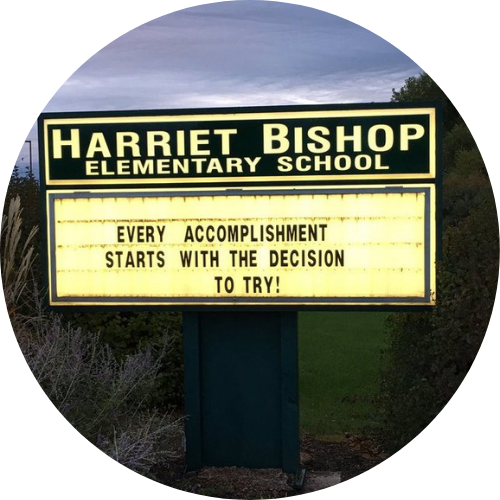 HARRIET BISHOP
ELEMENTARY SCHOOL
EVERY ACCOMPLISHMENT
STARTS WITH THE DECISION
TO TRY!